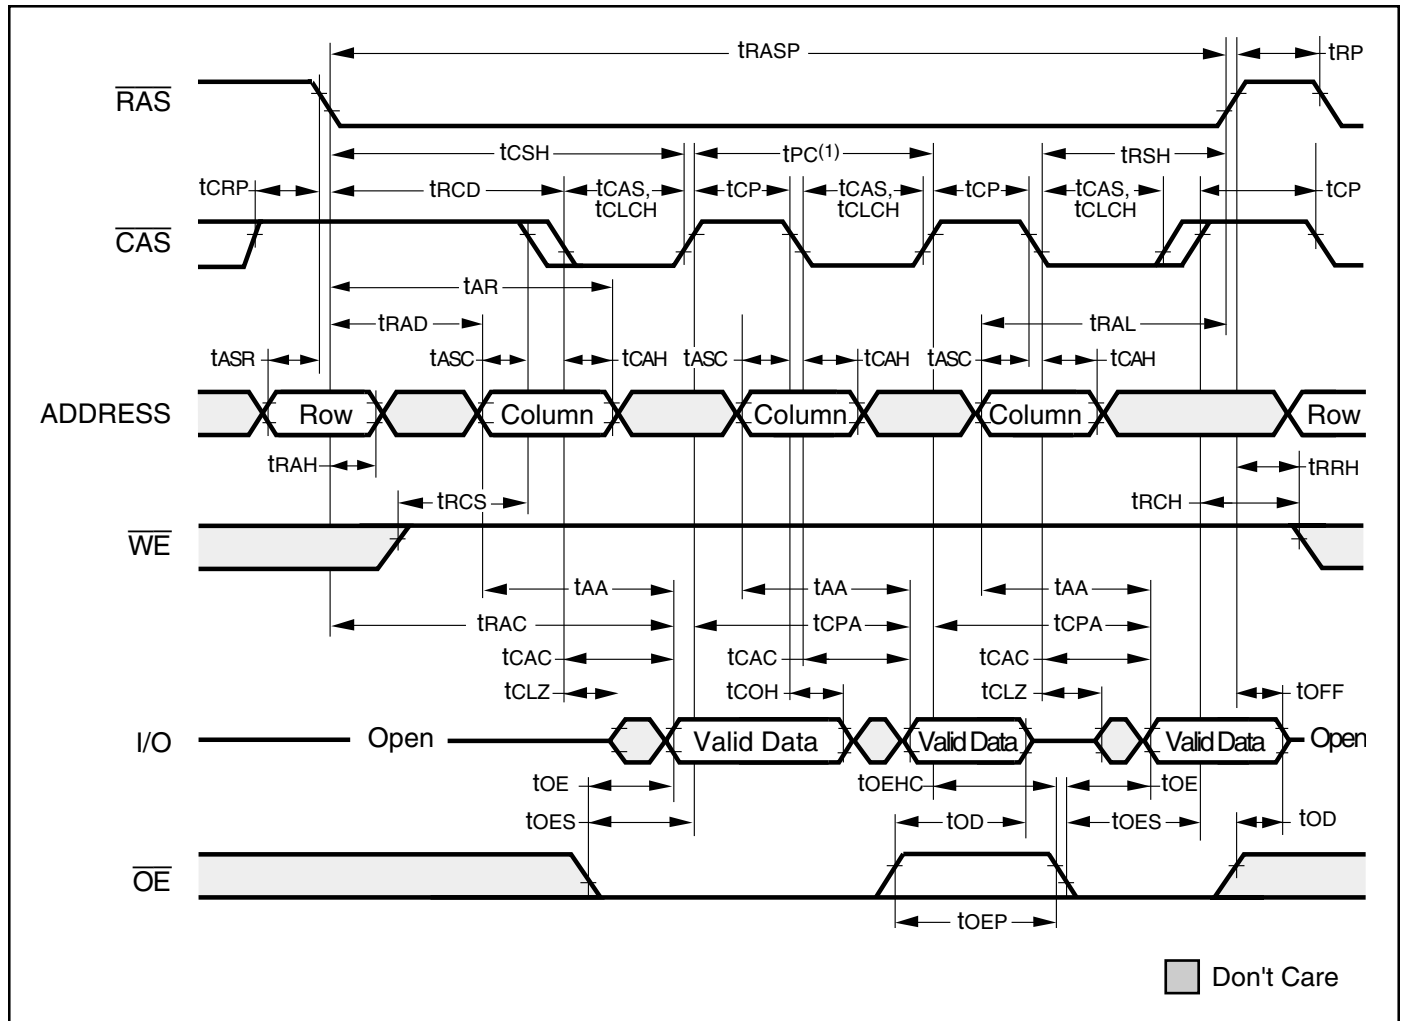 tRASP tRP
RAS
tCSH tPC(1) tRSH
tCRP tRCD tCAS, tCLCH tCP tCAS, tCLCH tCP tCAS, tCLCH tCP
CAS
tAR
tRAD tRAL
tASR tASC tCAH tASC tCAH tASC tCAH
ADDRESS Row Column Column Column Row
tRAH tRRH
tRCS tRCH
WE
tAA tAA tAA
tRAC tCPA tCPA
tCAC tCAC tCAC
tCLZ tCOH tCLZ tOFF
I/O Open Valid Data Valid Data Valid Data Open
tOE tOEHC tOE
tOES tOD tOES tOD
OE
tOEP
Don't Care